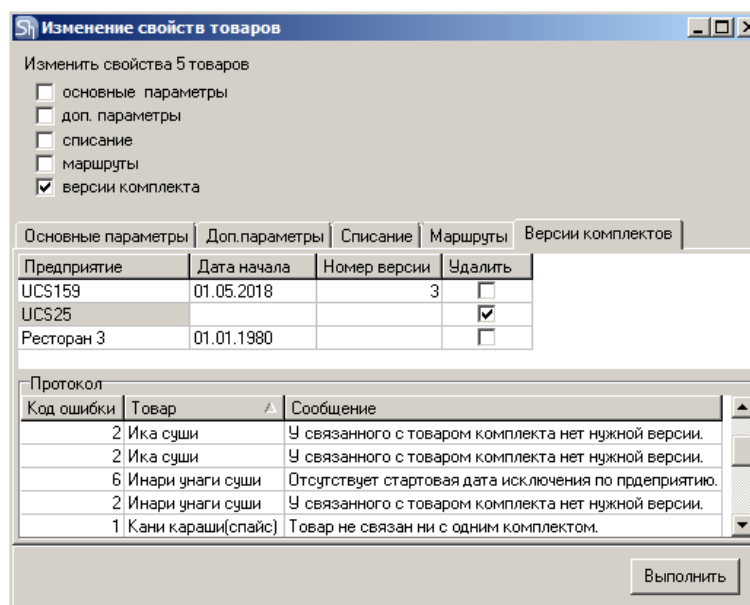 Sh Изменение свойств товаров
Изменить свойства 5 товаров
основные параметры
доп. параметры
списание
маршруты
версии комплекта
Основные параметры Доп.параметры Списание Маршруты Версии комплектов
Предприятие Дата начала Номер версии Удалить
UCS159 01.05.2018 3
UCS25
Ресторан 3 01.01.1980
Протокол
Код ошибки Товар Сообщение
2 Ика суши У связанного с товаром комплекта нет нужной версии.
2 Ика суши У связанного с товаром комплекта нет нужной версии.
6 Инари унаги суши Отсутствует стартовая дата исключения по прдеприятию.
2 Инари унаги суши У связанного с товаром комплекта нет нужной версии.
1 Кани караши(спайс) Товар не связан ни с одним комплектом.
Выполнить